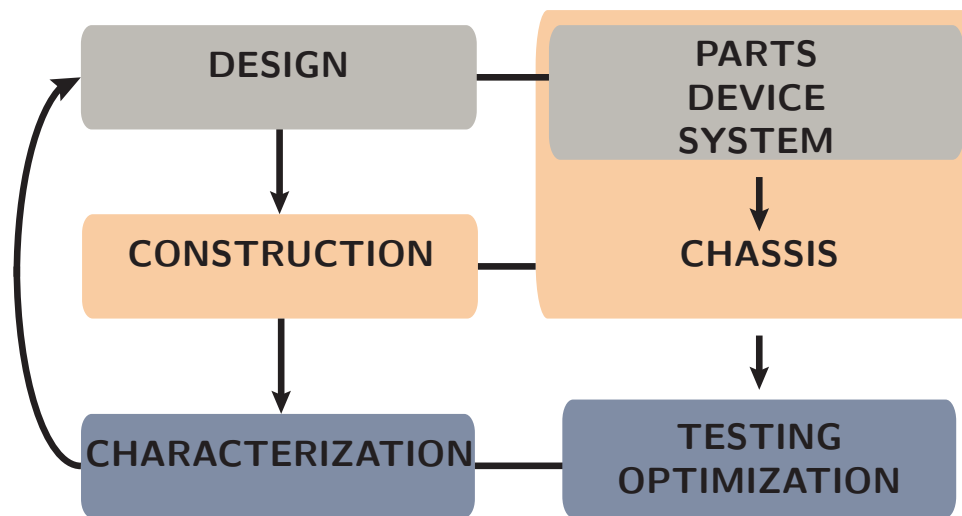 DESIGN
PARTS
DEVICE
SYSTEM
CONSTRUCTION
CHASSIS
CHARACTERIZATION
TESTING
OPTIMIZATION